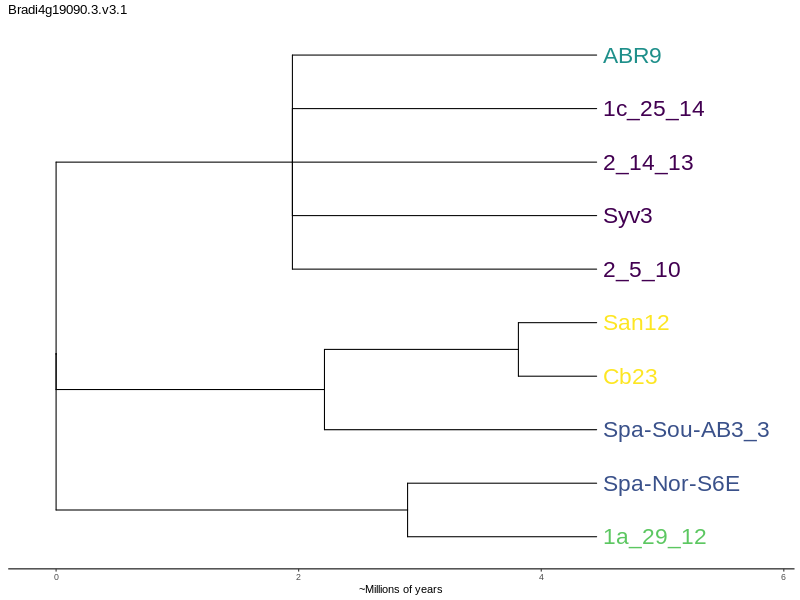 Bradi4g19090.3.v3.1
ABR9
1c_25_14
2_14_13
Syv3
2_5_10
San12
Cb23
Spa-Sou-AB3_3
Spa-Nor-S6E
1a_29_12
0 2 4 6
~Millions of years